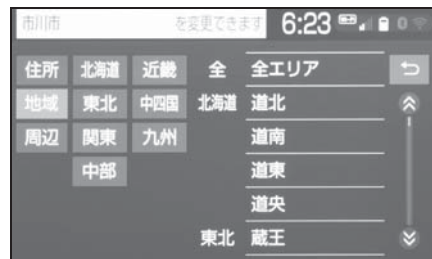 市川市 を変更できます 6:23
住所 北海道 近畿 全 全エリア
地域 東北 中四国 北海道 道北
周辺 関東 九州 道南
中部 道東
道央
東北 蔵王